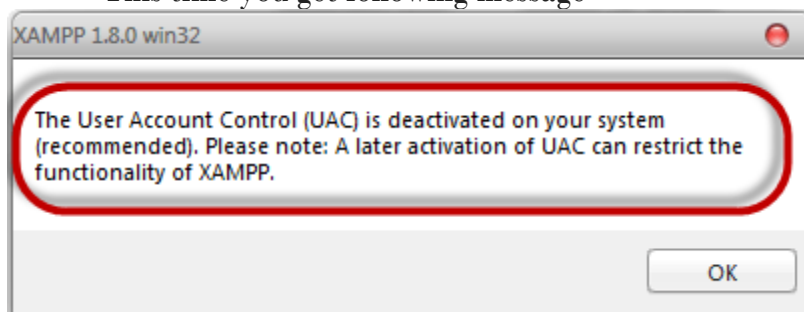 This time you get following message
XAMPP 1.8.0 win32
The User Account Control (UAC) is deactivated on your system
(recommended). Please note: A later activation of UAC can restrict the
functionality of XAMPP.
OK